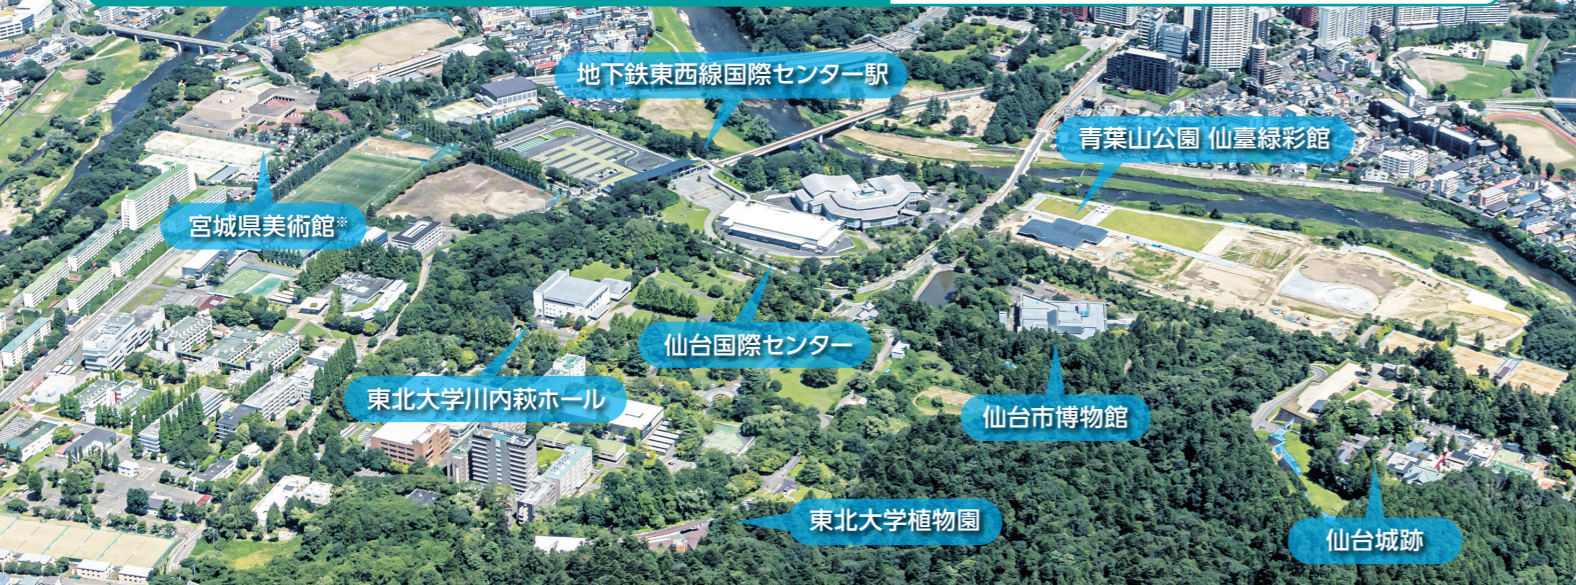 地下鉄東西線国際センター駅
青葉山公園 仙臺緑彩館
宮城県美術館※
仙台国際センター
東北大学川内萩ホール
仙台市博物館
東北大学植物園
仙台城跡